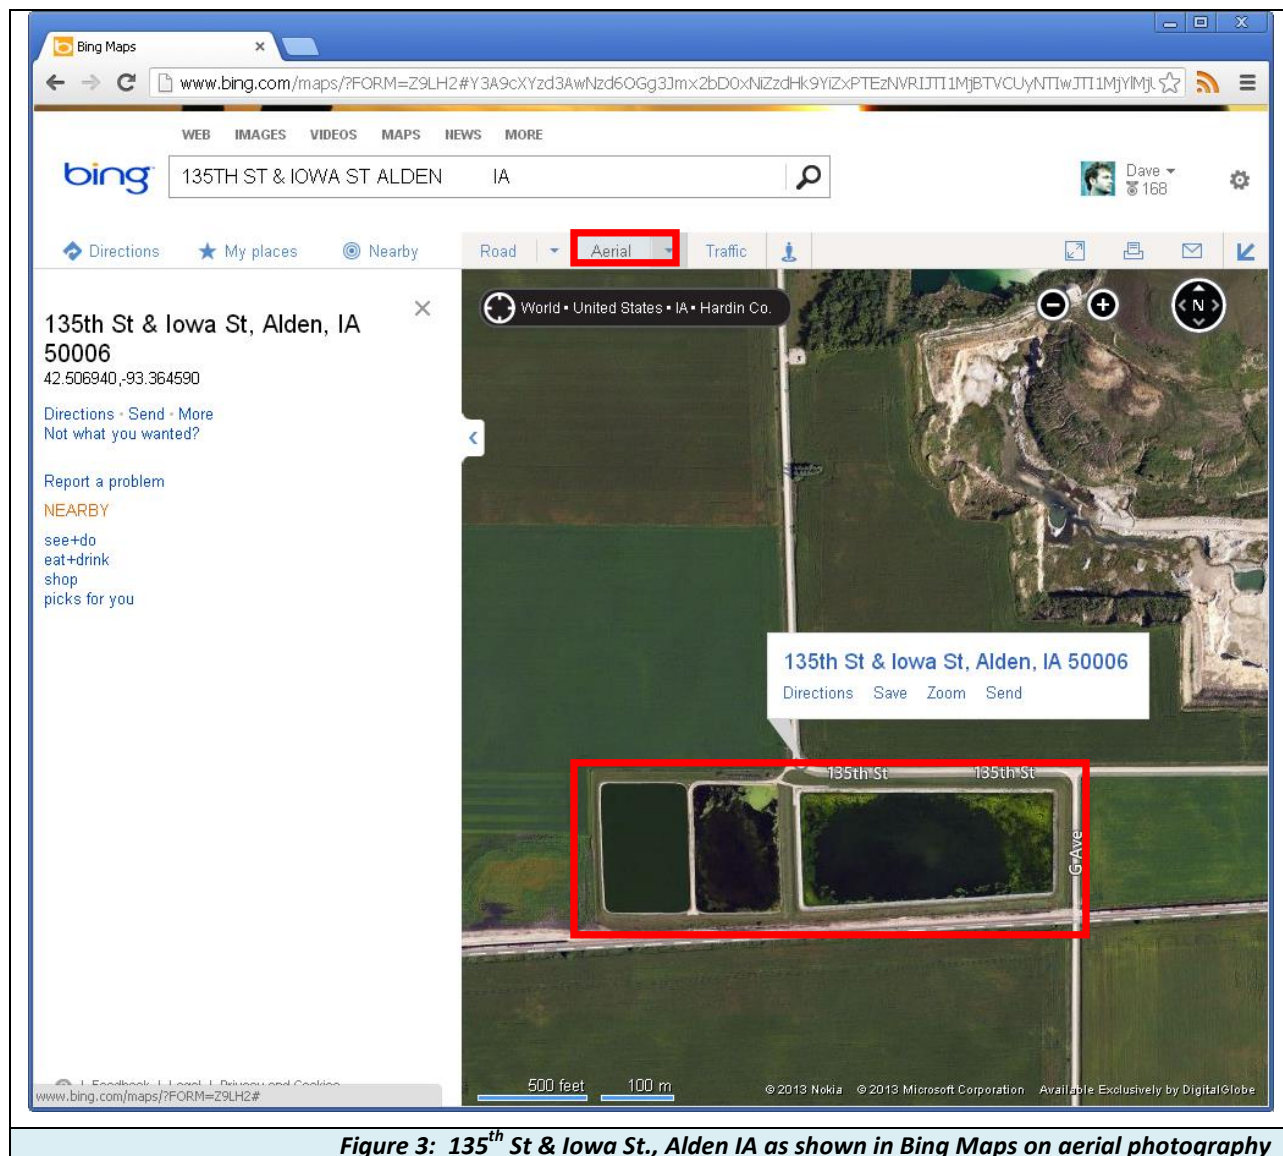 Bing Maps
www.bing.com/maps/?FORM=Z9LH2#Y3A9cXYzd3AwNzd6OGg3Jmx2bD0xNiZzdHk9YiZxPTEzNVRIJTI1MjBTVCUyNTIwJTI1MjYlMjU
WEB IMAGES VIDEOS MAPS NEWS MORE
bing
135TH ST & IOWA ST ALDEN IA
Dave
168
Directions My places Nearby Road Aerial Traffic
World • United States • IA • Hardin Co.
N
135th St & Iowa St, Alden, IA
50006
42.506940,-93.364590
Directions · Send · More
Not what you wanted?
Report a problem
NEARBY
see+do
eat+drink
shop
picks for you
135th St & Iowa St, Alden, IA 50006
Directions Save Zoom Send
135th St 135th St
G Ave
500 feet 100 m
© 2013 Nokia © 2013 Microsoft Corporation Available Exclusively by DigitalGlobe
| Feedback | Legal | Privacy and Cookies
www.bing.com/maps/?FORM=Z9LH2#
Figure 3: 135th St & Iowa St., Alden IA as shown in Bing Maps on aerial photography